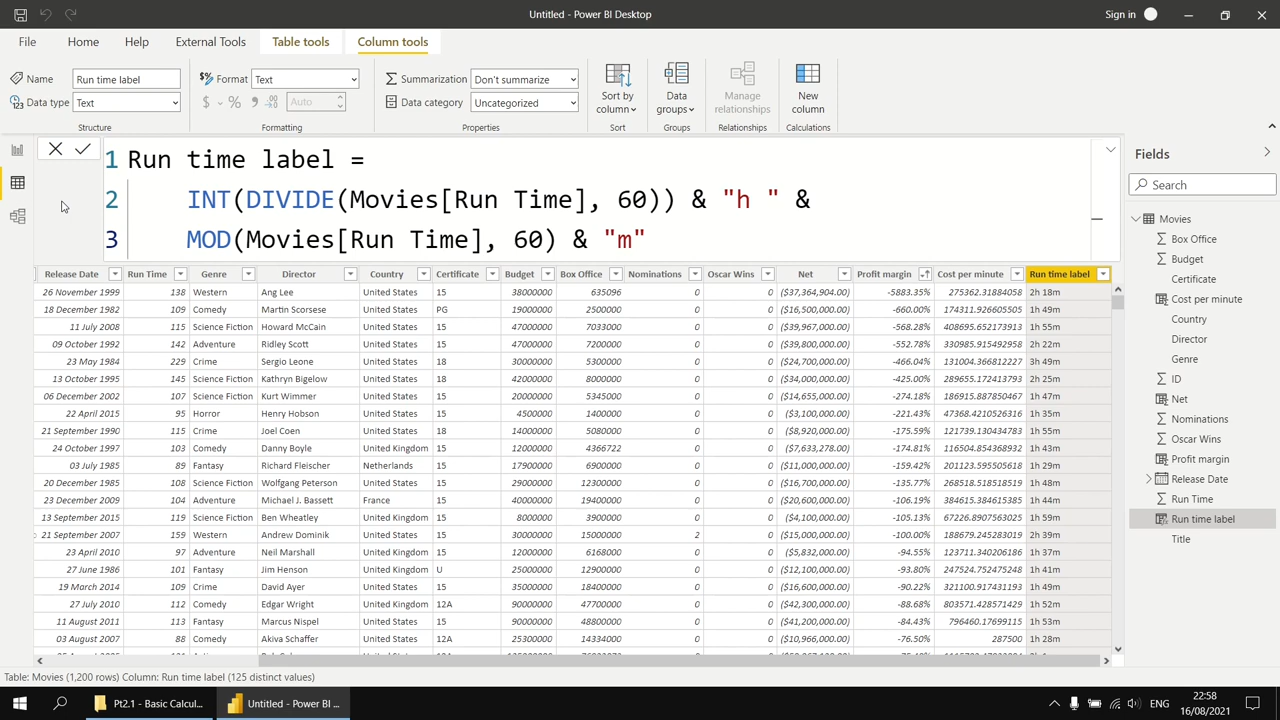 Untitled - Power BI Desktop
Sign in
File Home Help External Tools Table tools Column tools
Name Run time label
Data type Text
Structure
Format Text
$ % Auto
Formatting
Summarization Don't summarize
Data category Uncategorized
Properties
Sort by column
Sort
Data groups
Groups
Manage relationships
Relationships
New column
Calculations
1 Run time label =
2 INT(DIVIDE(Movies[Run Time], 60)) & "h " &
3 MOD(Movies[Run Time], 60) & "m"
Release Date Run Time Genre Director Country Certificate Budget Box Office Nominations Oscar Wins Net Profit margin Cost per minute Run time label
26 November 1999 138 Western Ang Lee United States 15 38000000 635096 0 0 ($37,364,904.00) -5883.35% 275362.31884058 2h 18m
18 December 1982 109 Comedy Martin Scorsese United States PG 19000000 2500000 0 0 ($16,500,000.00) -660.00% 174311.926605505 1h 49m
11 July 2008 115 Science Fiction Howard McCain United States 15 47000000 7033000 0 0 ($39,967,000.00) -568.28% 408695.652173913 1h 55m
09 October 1992 142 Adventure Ridley Scott United States 15 47000000 7200000 0 0 ($39,800,000.00) -552.78% 330985.915492958 2h 22m
23 May 1984 229 Crime Sergio Leone United States 18 30000000 5300000 0 0 ($24,700,000.00) -466.04% 131004.366812227 3h 49m
13 October 1995 145 Science Fiction Kathryn Bigelow United States 18 42000000 8000000 0 0 ($34,000,000.00) -425.00% 289655.172413793 2h 25m
06 December 2002 107 Science Fiction Kurt Wimmer United States 15 20000000 5345000 0 0 ($14,655,000.00) -274.18% 186915.887850467 1h 47m
22 April 2015 95 Horror Henry Hobson United States 15 4500000 1400000 0 0 ($3,100,000.00) -221.43% 47368.4210526316 1h 35m
21 September 1990 115 Crime Joel Coen United States 18 14000000 5080000 0 0 ($8,920,000.00) -175.59% 121739.130434783 1h 55m
24 October 1997 103 Comedy Danny Boyle United Kingdom 15 12000000 4366722 0 0 ($7,633,278.00) -174.81% 116504.854368932 1h 43m
03 July 1985 89 Fantasy Richard Fleischer Netherlands 15 17900000 6900000 0 0 ($11,000,000.00) -159.42% 201123.595505618 1h 29m
20 December 1985 108 Science Fiction Wolfgang Peterson United States 15 29000000 12300000 0 0 ($16,700,000.00) -135.77% 268518.518518519 1h 48m
23 December 2009 104 Adventure Michael J. Bassett France 15 40000000 19400000 0 0 ($20,600,000.00) -106.19% 384615.384615385 1h 44m
13 September 2015 119 Science Fiction Ben Wheatley United Kingdom 15 8000000 3900000 0 0 ($4,100,000.00) -105.13% 67226.8907563025 1h 59m
21 September 2007 159 Western Andrew Dominik United States 15 30000000 15000000 2 0 ($15,000,000.00) -100.00% 188679.245283019 2h 39m
23 April 2010 97 Adventure Neil Marshall United Kingdom 15 12000000 6168000 0 0 ($5,832,000.00) -94.55% 123711.340206186 1h 37m
27 June 1986 101 Fantasy Jim Henson United Kingdom U 25000000 12900000 0 0 ($12,100,000.00) -93.80% 247524.752475248 1h 41m
19 March 2014 109 Crime David Ayer United States 15 35000000 18400000 0 0 ($16,600,000.00) -90.22% 321100.917431193 1h 49m
27 July 2010 112 Comedy Edgar Wright United Kingdom 12A 90000000 47700000 0 0 ($42,300,000.00) -88.68% 803571.428571429 1h 52m
11 August 2011 113 Fantasy Marcus Nispel United States 15 90000000 48800000 0 0 ($41,200,000.00) -84.43% 796460.17699115 1h 53m
03 August 2007 88 Comedy Akiva Schaffer United States 12A 25300000 14334000 0 0 ($10,966,000.00) -76.50% 287500 1h 28m
Fields
Search
Movies
Box Office
Budget
Certificate
Cost per minute
Country
Director
Genre
ID
Net
Nominations
Oscar Wins
Profit margin
Release Date
Run Time
Run time label
Title
Table: Movies (1,200 rows) Column: Run time label (125 distinct values)
Pt2.1 - Basic Calcul...
Untitled - Power BI ...
ENG
22:58
16/08/2021